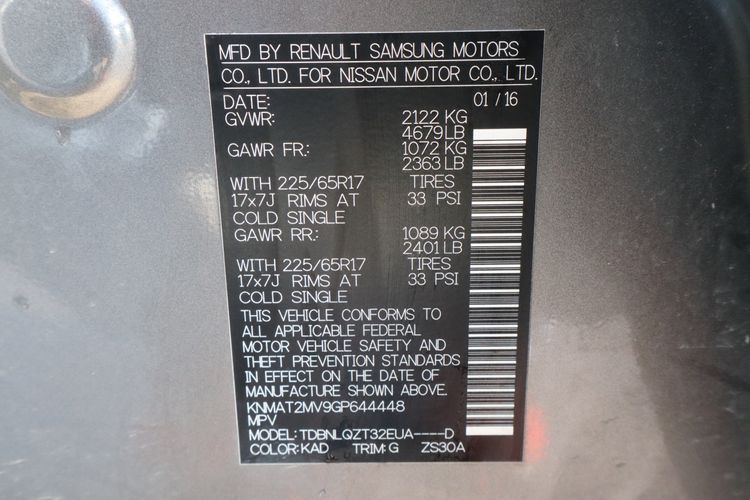 MFD BY RENAULT SAMSUNG MOTORS
CO., LTD. FOR NISSAN MOTOR CO., LTD.
DATE: 01 / 16
GVWR: 2122 KG
4679 LB
GAWR FR.: 1072 KG
2363 LB
WITH 225/65R17 TIRES
17x7J RIMS AT 33 PSI
COLD SINGLE
GAWR RR.: 1089 KG
2401 LB
WITH 225/65R17 TIRES
17x7J RIMS AT 33 PSI
COLD SINGLE
THIS VEHICLE CONFORMS TO
ALL APPLICABLE FEDERAL
MOTOR VEHICLE SAFETY AND
THEFT PREVENTION STANDARDS
IN EFFECT ON THE DATE OF
MANUFACTURE SHOWN ABOVE.
KNMAT2MV9GP644448
MPV
MODEL: TDBNLQZT32EUA----D
COLOR: KAD TRIM: G ZS30A